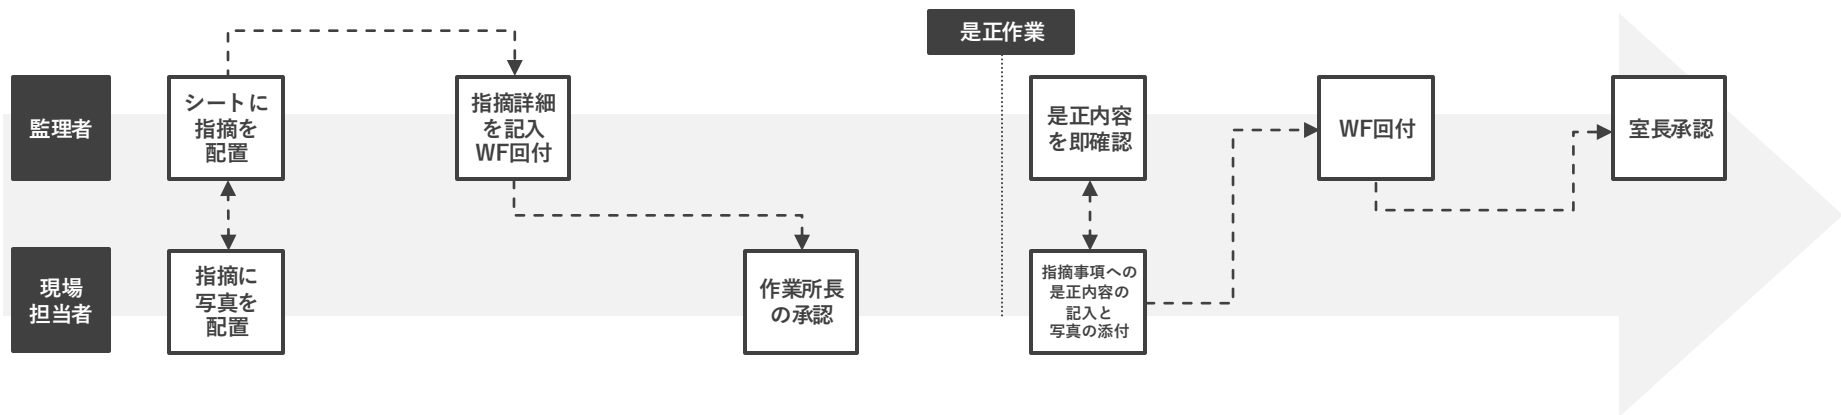 是正作業
監理者
シートに
指摘を
配置
指摘詳細
を記入
WF回付
是正内容
を即確認
WF回付
室長承認
現場
担当者
指摘に
写真を
配置
作業所長
の承認
指摘事項への
是正内容の
記入と
写真の添付